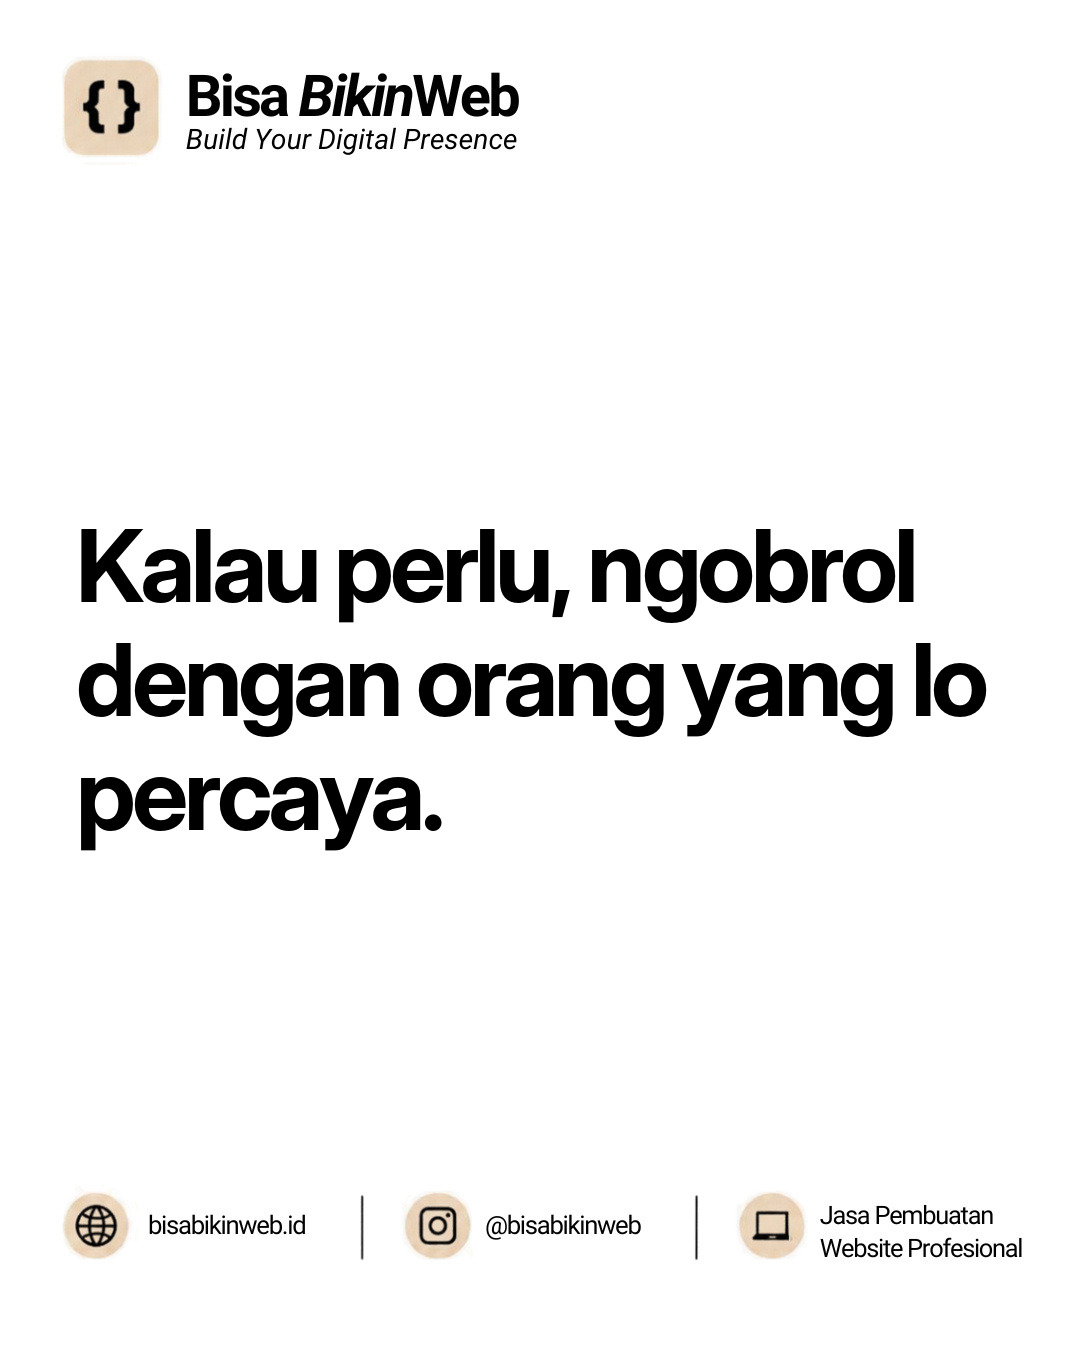 { }
Bisa BikinWeb
Build Your Digital Presence
Kalau perlu, ngobrol
dengan orang yang lo
percaya.
bisabikinweb.id
@bisabikinweb
Jasa Pembuatan
Website Profesional